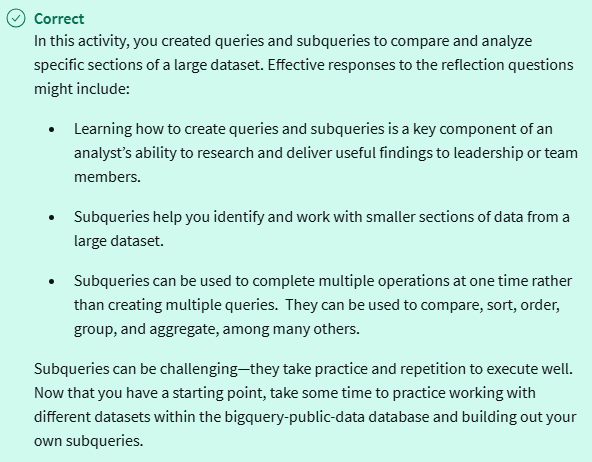 Correct
In this activity, you created queries and subqueries to compare and analyze
specific sections of a large dataset. Effective responses to the reflection questions
might include:
• Learning how to create queries and subqueries is a key component of an
analyst’s ability to research and deliver useful findings to leadership or team
members.
• Subqueries help you identify and work with smaller sections of data from a
large dataset.
• Subqueries can be used to complete multiple operations at one time rather
than creating multiple queries.  They can be used to compare, sort, order,
group, and aggregate, among many others.
Subqueries can be challenging—they take practice and repetition to execute well.
Now that you have a starting point, take some time to practice working with
different datasets within the bigquery-public-data database and building out your
own subqueries.